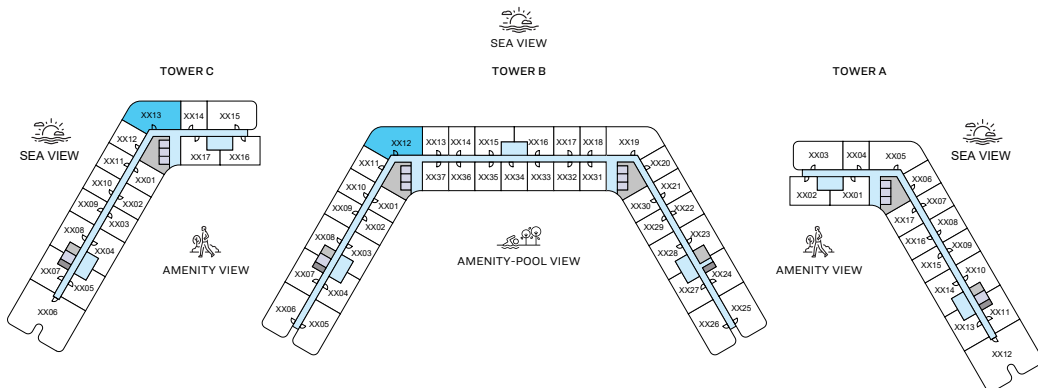 SEA VIEW
TOWER C
TOWER B
TOWER A
SEA VIEW
SEA VIEW
AMENITY VIEW
AMENITY-POOL VIEW
AMENITY VIEW
XX13
XX14
XX15
XX12
XX11
XX17
XX16
XX10
XX01
XX09
XX02
XX08
XX03
XX07
XX04
XX05
XX06
XX12
XX13
XX14
XX15
XX16
XX17
XX18
XX19
XX11
XX37
XX36
XX35
XX34
XX33
XX32
XX31
XX20
XX10
XX01
XX30
XX21
XX09
XX02
XX29
XX22
XX08
XX03
XX28
XX23
XX07
XX04
XX27
XX24
XX06
XX05
XX26
XX25
XX03
XX04
XX05
XX02
XX01
XX06
XX17
XX07
XX16
XX08
XX15
XX09
XX14
XX10
XX13
XX11
XX12